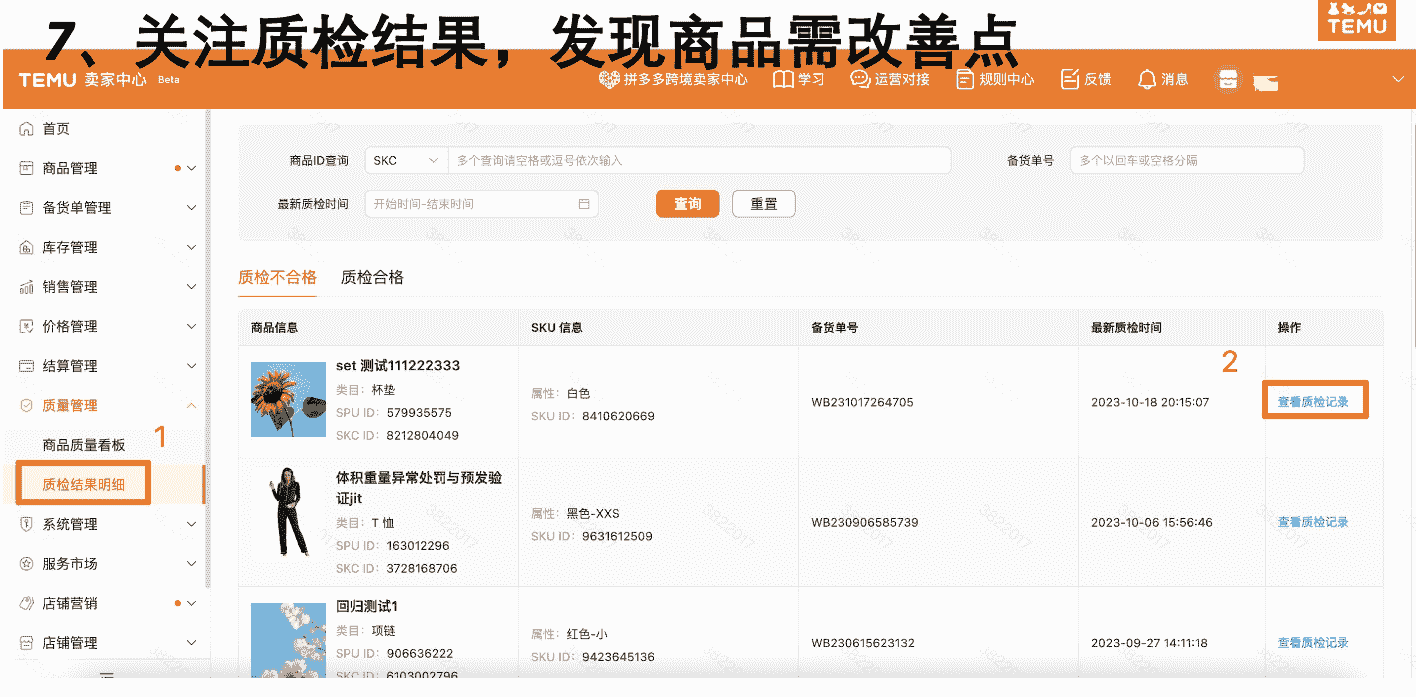 7、关注质检结果，发现商品需改善点
TEMU
TEMU 卖家中心 Beta
拼多多跨境卖家中心 学习 运营对接 规则中心 反馈 消息
首页
商品管理
备货单管理
库存管理
销售管理
价格管理
结算管理
质量管理
商品质量看板
1
质检结果明细
系统管理
服务市场
店铺营销
店铺管理
商品ID查询 SKC 多个查询请空格或逗号依次输入 备货单号 多个以回车或空格分隔
最新质检时间 开始时间-结束时间 查询 重置
质检不合格 质检合格
商品信息 SKU 信息 备货单号 最新质检时间 操作
2
set 测试111222333
类目：杯垫
SPU ID：579935575
SKC ID：8212804049
属性：白色
SKU ID：8410620669
WB231017264705
2023-10-18 20:15:07
查看质检记录
体积重量异常处罚与预发验
证jit
类目：T 恤
SPU ID：163012296
SKC ID：3728168706
属性：黑色-XXS
SKU ID：9631612509
WB230906585739
2023-10-06 15:56:46
查看质检记录
回归测试1
类目：项链
SPU ID：906636222
SKC ID：6103002796
属性：红色-小
SKU ID：9423645136
WB230615623132
2023-09-27 14:11:18
查看质检记录